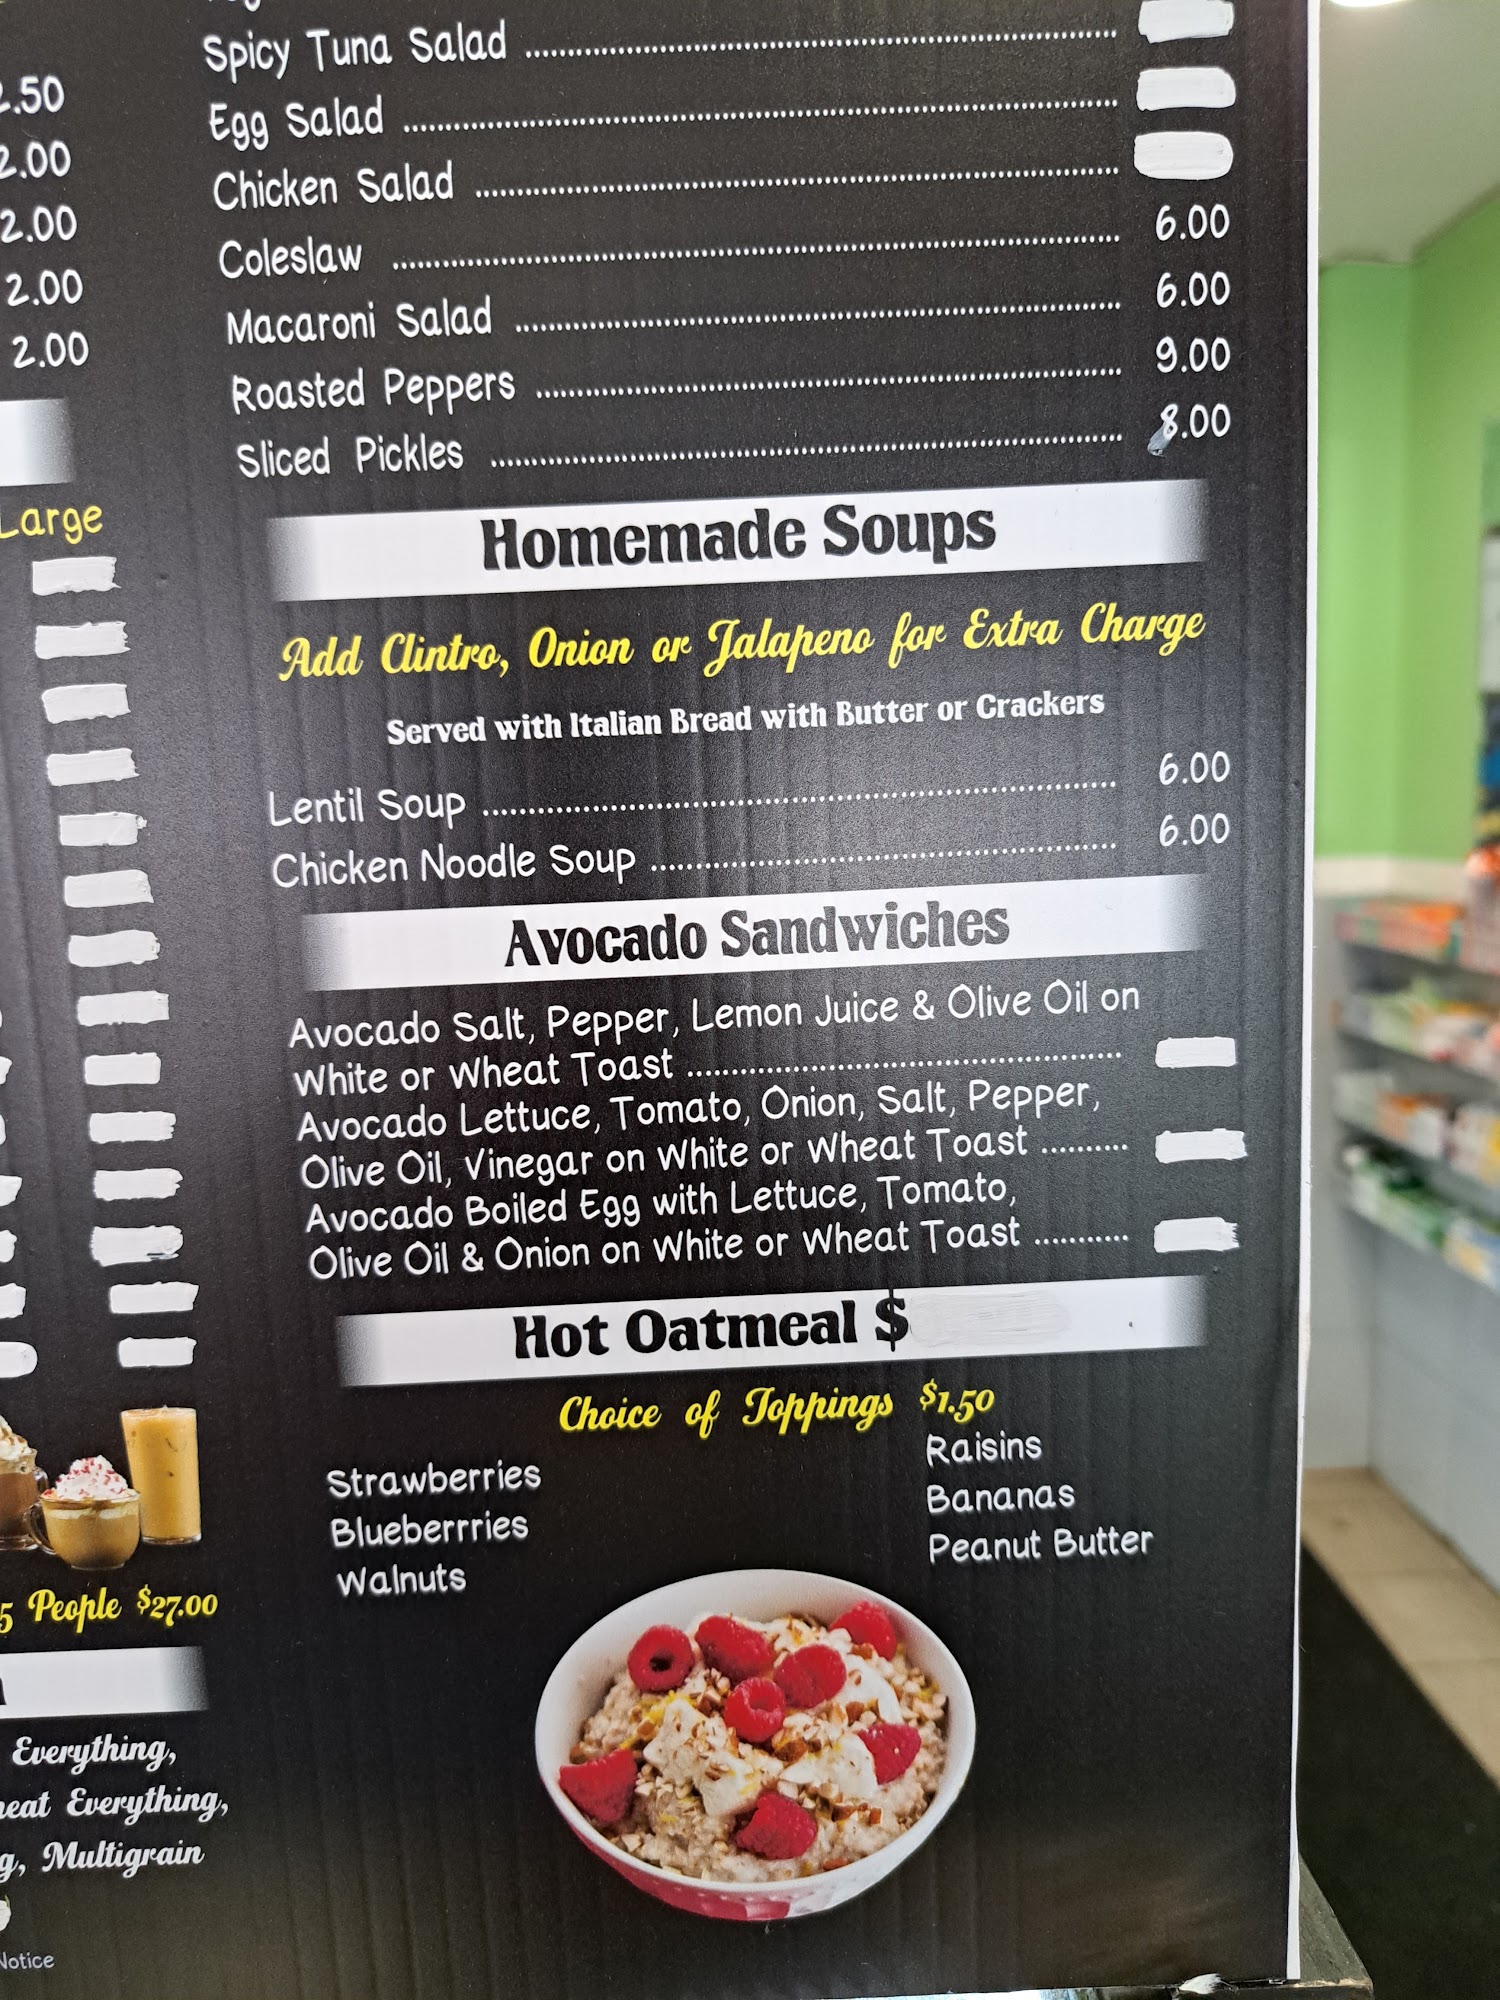 2.50
2.00
2.00
2.00
2.00
Large
5 People $27.00
Everything,
Everything,
Multigrain
Notice
Spicy Tuna Salad
Egg Salad
Chicken Salad
Coleslaw 6.00
Macaroni Salad 6.00
Roasted Peppers 9.00
Sliced Pickles 8.00
Homemade Soups
Add Clintro, Onion or Jalapeno for Extra Charge
Served with Italian Bread with Butter or Crackers
Lentil Soup 6.00
Chicken Noodle Soup 6.00
Avocado Sandwiches
Avocado Salt, Pepper, Lemon Juice & Olive Oil on
White or Wheat Toast
Avocado Lettuce, Tomato, Onion, Salt, Pepper,
Olive Oil, Vinegar on White or Wheat Toast
Avocado Boiled Egg with Lettuce, Tomato,
Olive Oil & Onion on White or Wheat Toast
Hot Oatmeal $
Choice of Toppings $1.50
Strawberries
Blueberrries
Walnuts
Raisins
Bananas
Peanut Butter